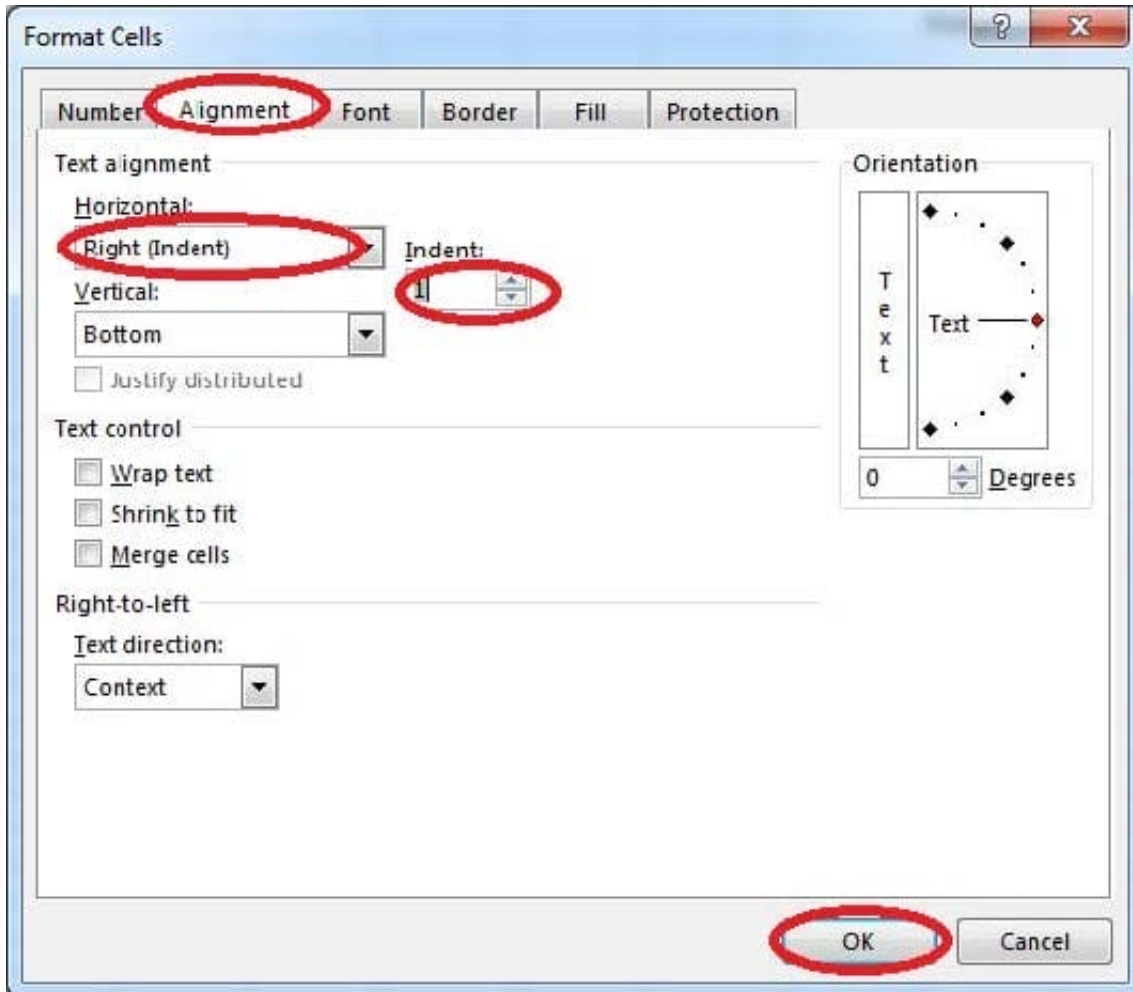 Format Cells
Number Alignment Font Border Fill Protection
Text alignment
Horizontal:
Right (Indent)
Indent:
1
Vertical:
Bottom
Justify distributed
Text control
Wrap text
Shrink to fit
Merge cells
Right-to-left
Text direction:
Context
Orientation
Text
Text
0 Degrees
OK Cancel